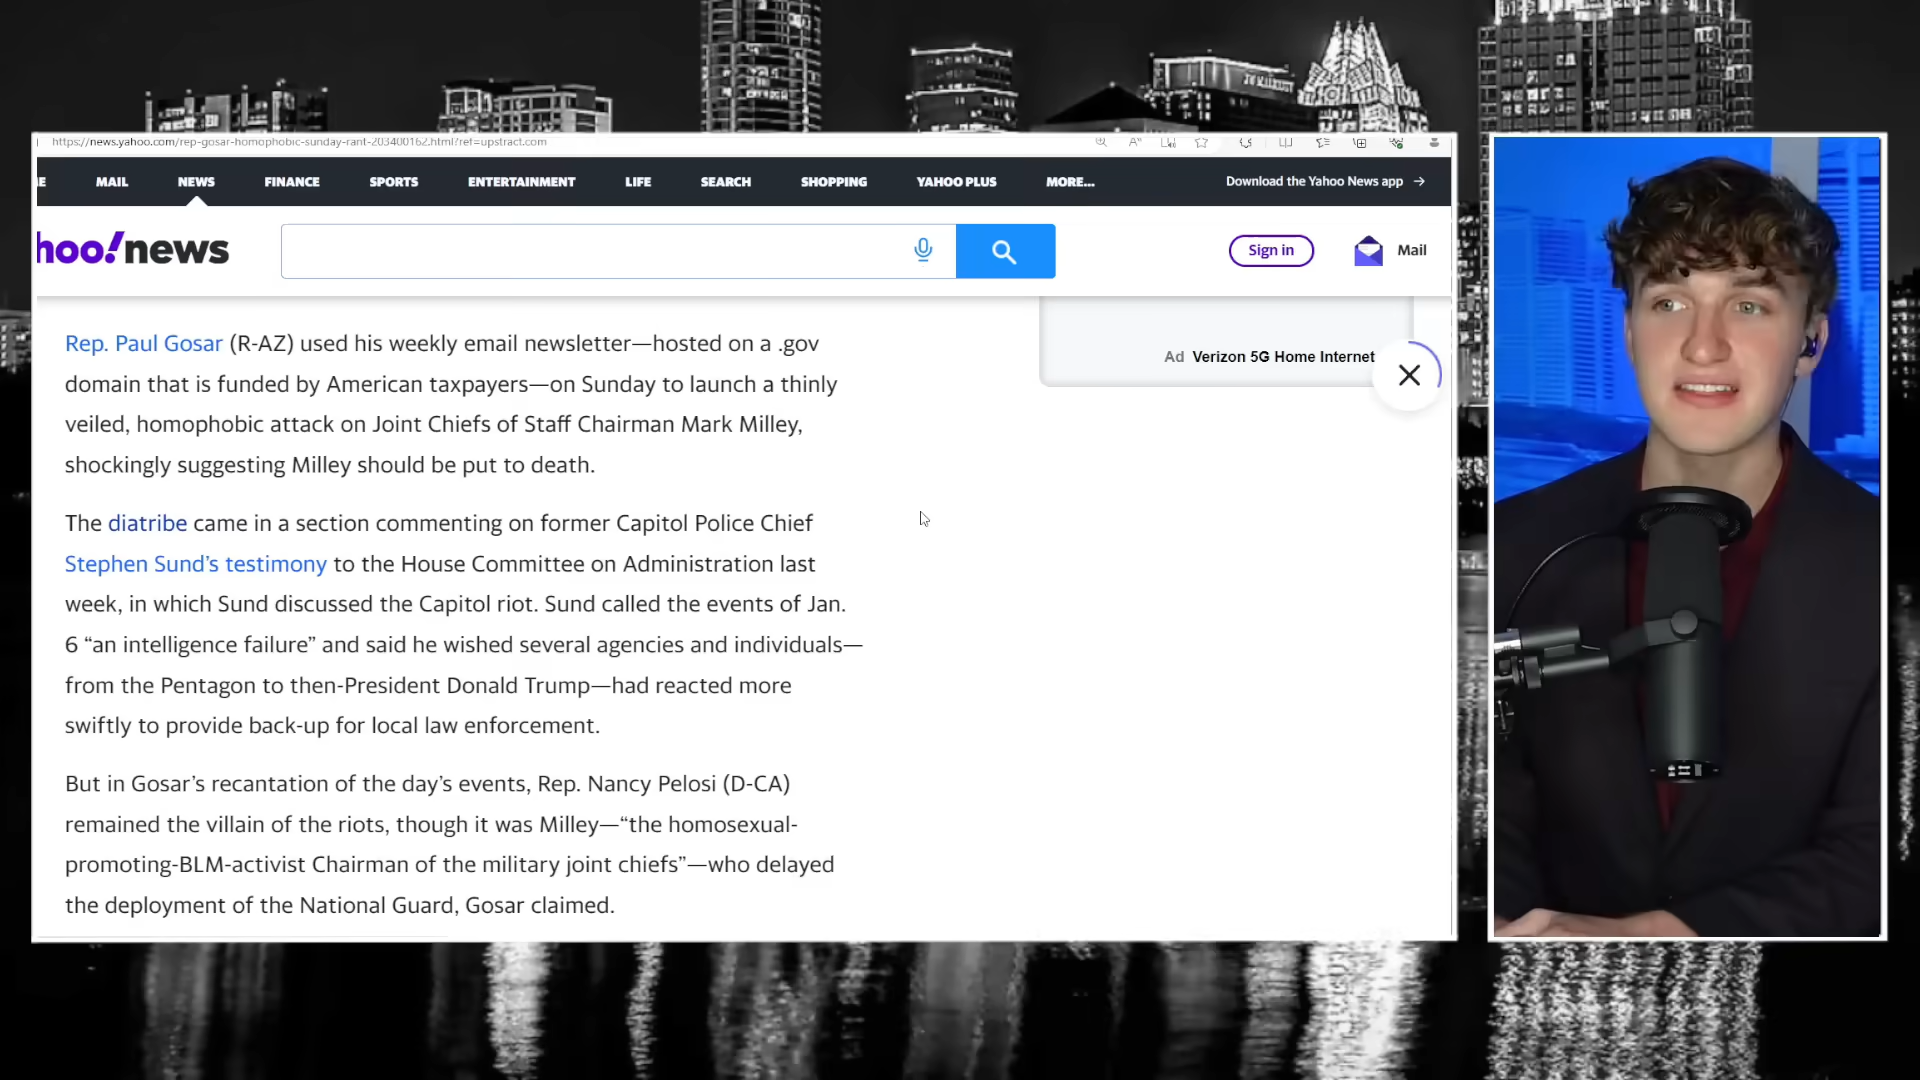 https://news.yahoo.com/rep-gosar-homophobic-sunday-rant-203400162.html?ref=upstract.com
MAIL NEWS FINANCE SPORTS ENTERTAINMENT LIFE SEARCH SHOPPING YAHOO PLUS MORE... Download the Yahoo News app →
hoo!news Sign in Mail
Rep. Paul Gosar (R-AZ) used his weekly email newsletter—hosted on a .gov
domain that is funded by American taxpayers—on Sunday to launch a thinly
veiled, homophobic attack on Joint Chiefs of Staff Chairman Mark Milley,
shockingly suggesting Milley should be put to death.
Ad Verizon 5G Home Internet
The diatribe came in a section commenting on former Capitol Police Chief
Stephen Sund’s testimony to the House Committee on Administration last
week, in which Sund discussed the Capitol riot. Sund called the events of Jan.
6 “an intelligence failure” and said he wished several agencies and individuals—
from the Pentagon to then-President Donald Trump—had reacted more
swiftly to provide back-up for local law enforcement.
But in Gosar’s recantation of the day’s events, Rep. Nancy Pelosi (D-CA)
remained the villain of the riots, though it was Milley—“the homosexual-
promoting-BLM-activist Chairman of the military joint chiefs”—who delayed
the deployment of the National Guard, Gosar claimed.